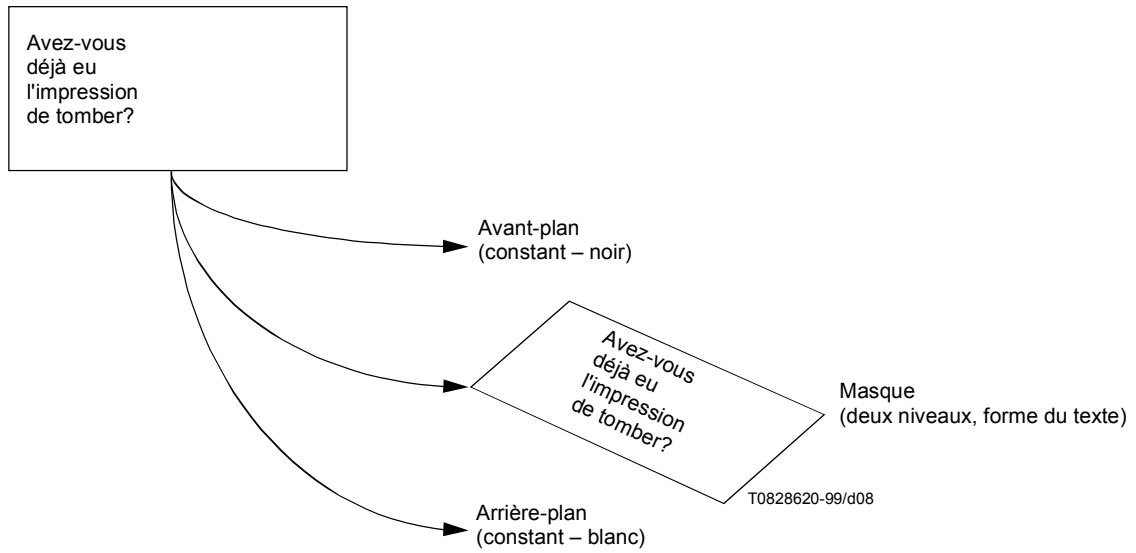 Avez-vous
déjà eu
l'impression
de tomber?
Avant-plan
(constant – noir)
Avez-vous
déjà eu
l'impression
de tomber?
Masque
(deux niveaux, forme du texte)
T0828620-99/d08
Arrière-plan
(constant – blanc)